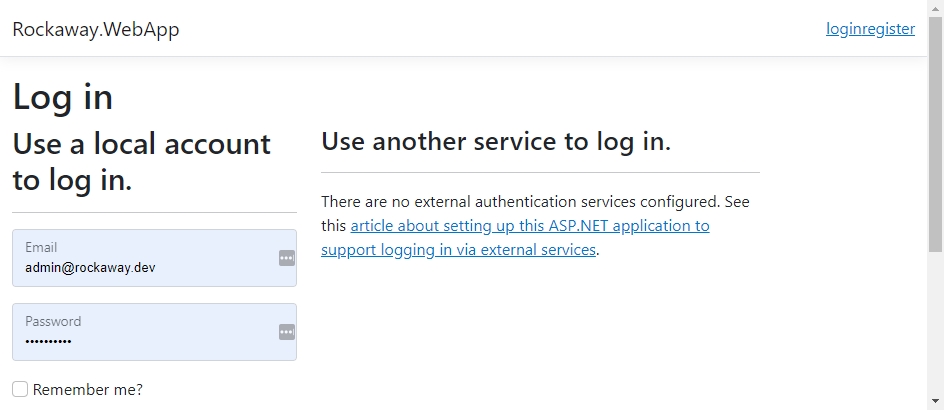 Rockaway.WebApp
loginregister
Log in
Use a local account
to log in.
Email
admin@rockaway.dev
Password
••••••••••
Remember me?
Use another service to log in.
There are no external authentication services configured. See
this article about setting up this ASP.NET application to
support logging in via external services.